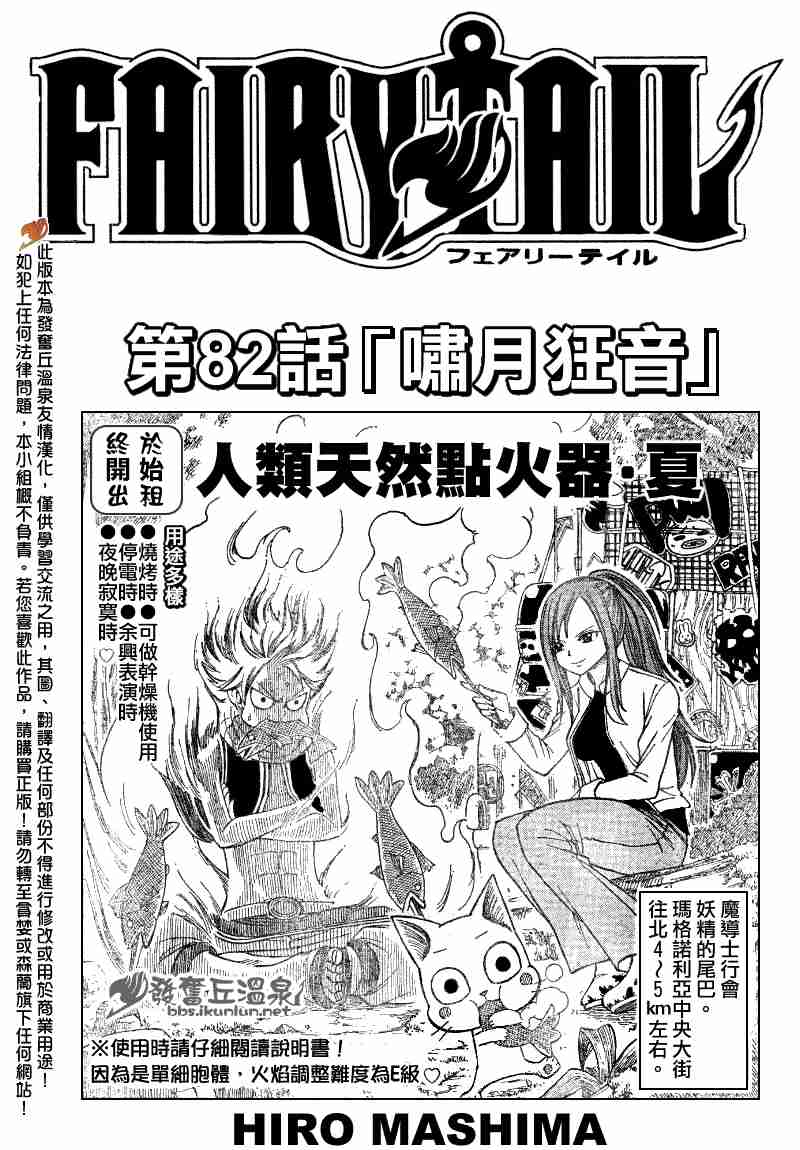 FAIRY TAIL
フェアリーテイル
第82話「嘯月狂音」
人類天然點火器·夏
終於
開始
出租
用途多樣
●燒烤時●可做幹燥機使用
●停電時●余興表演時
●夜晚寂寞時♡
魔導士行會
妖精的尾巴。
瑪格諾利亞中央大街
往北4~5km左右。
發奮丘溫泉
bbs.ikunlun.net
※使用時請仔細閱讀說明書！
因為是單細胞體，火焰調整難度為E級♡
HIRO MASHIMA
此版本為發奮丘溫泉友情漢化，僅供學習交流之用，其圖、翻譯及任何部份不得進行修改或用於商業用途！
如犯上任何法律問題，本小組概不負責。若您喜歡此作品，請購買正版！請勿轉至貪婪或森蘭旗下任何網站！